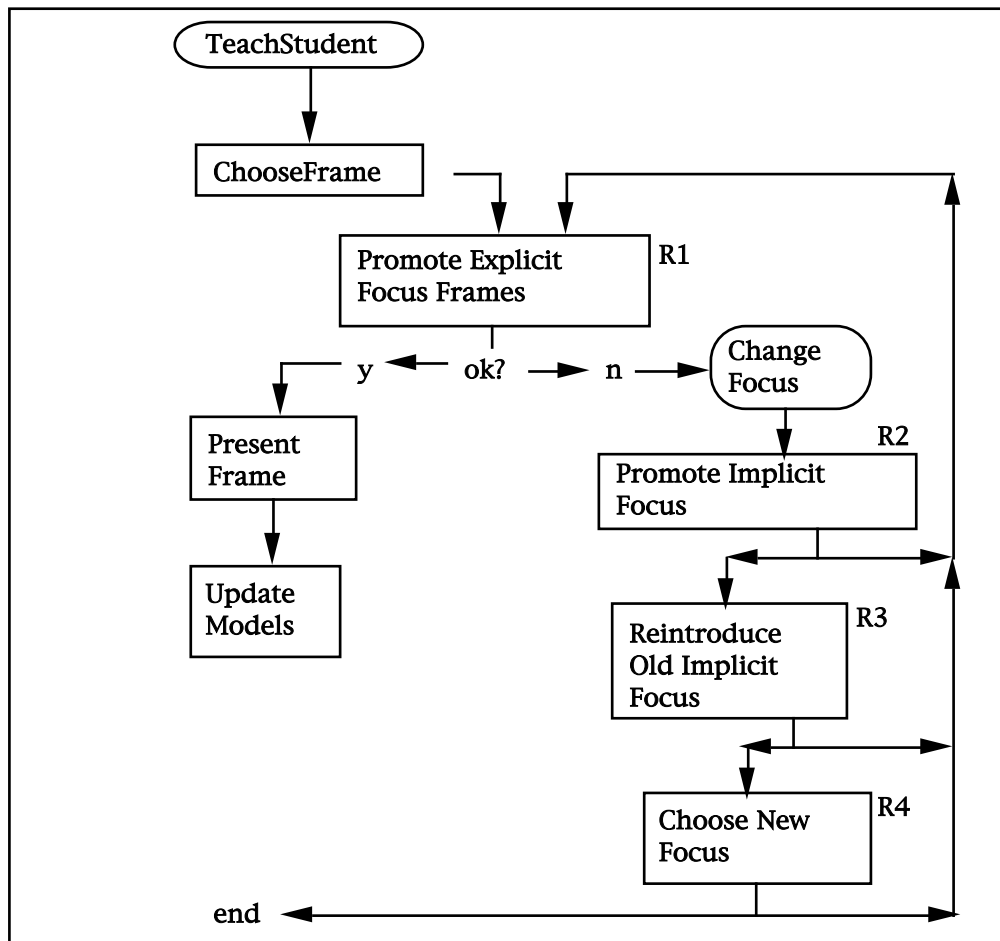 TeachStudent
ChooseFrame
Promote Explicit
Focus Frames
R1
y
ok?
n
Change
Focus
Present
Frame
R2
Promote Implicit
Focus
Update
Models
R3
Reintroduce
Old Implicit
Focus
R4
Choose New
Focus
end